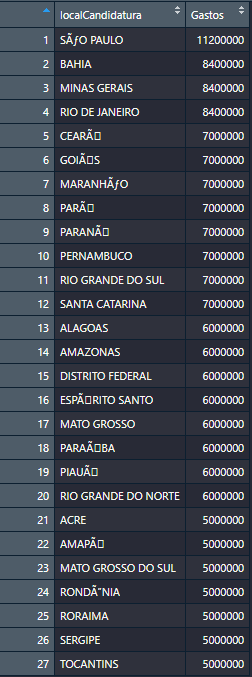 localCandidatura Gastos
1 SÃƒO PAULO 11200000
2 BAHIA 8400000
3 MINAS GERAIS 8400000
4 RIO DE JANEIRO 8400000
5 CEARÃ 7000000
6 GOIÃS 7000000
7 MARANHÃƒO 7000000
8 PARÃ 7000000
9 PARANÃ 7000000
10 PERNAMBUCO 7000000
11 RIO GRANDE DO SUL 7000000
12 SANTA CATARINA 7000000
13 ALAGOAS 6000000
14 AMAZONAS 6000000
15 DISTRITO FEDERAL 6000000
16 ESPÃRITO SANTO 6000000
17 MATO GROSSO 6000000
18 PARAÃBA 6000000
19 PIAUÃ 6000000
20 RIO GRANDE DO NORTE 6000000
21 ACRE 5000000
22 AMAPÃ 5000000
23 MATO GROSSO DO SUL 5000000
24 RONDÃ”NIA 5000000
25 RORAIMA 5000000
26 SERGIPE 5000000
27 TOCANTINS 5000000